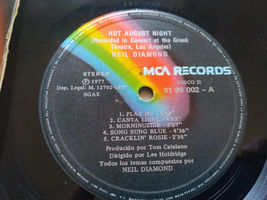 HOT AUGUST NIGHT
(Recorded in Concert at the Greek
Theatre, Los Angeles)
NEIL DIAMOND
STEREO
℗ 1977
Dep. Legal: M. 12702-1977
SGAE
MCA RECORDS
DISCO II
91 99 002 - A
1. PLAY ME - 4'
2. CANTA LIBRE -
3. MORNINGSIDE -
4. SONG SUNG BLUE - 4'36"
5. CRACKLIN' ROSIE - 2'38"
Producido por Tom Catalano
Dirigido por Lee Holdridge
Todos los temas compuestos por
NEIL DIAMOND